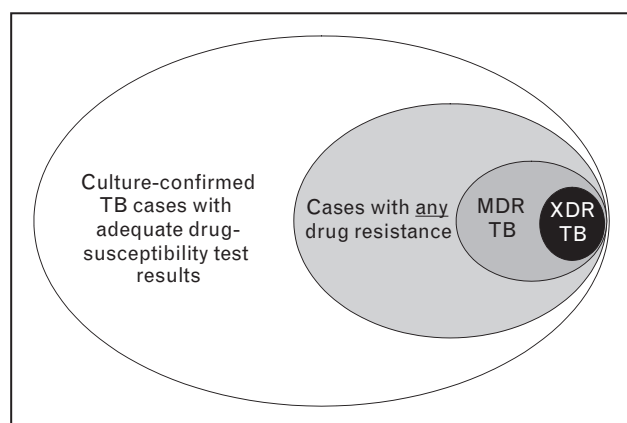 Culture-confirmed
TB cases with
adequate drug-
susceptibility test
results
Cases with any
drug resistance
MDR
TB
XDR
TB